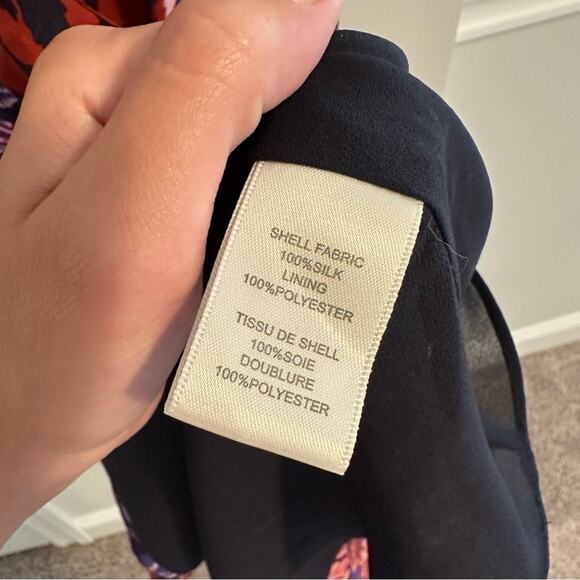 SHELL FABRIC
100%SILK
LINING
100%POLYESTER
TISSU DE SHELL
100%SOIE
DOUBLURE
100%POLYESTER